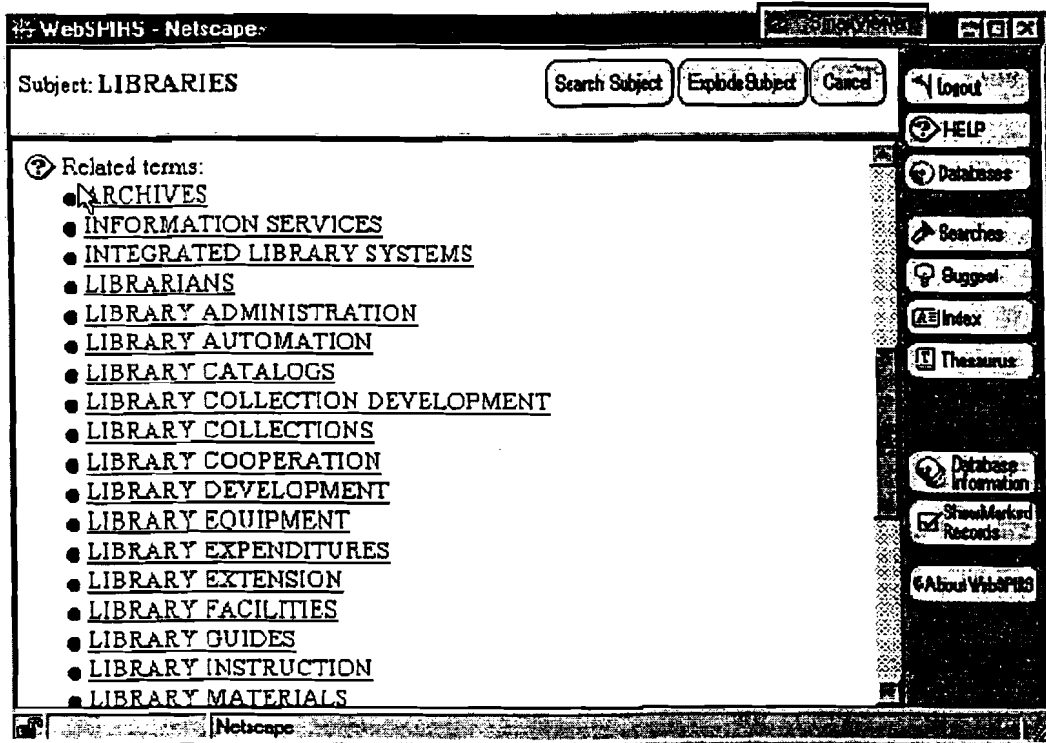 WebSPIRS - Netscape
Subject: LIBRARIES
Search Subject
Explode Subject
Cancel
Related terms:
ARCHIVES
INFORMATION SERVICES
INTEGRATED LIBRARY SYSTEMS
LIBRARIANS
LIBRARY ADMINISTRATION
LIBRARY AUTOMATION
LIBRARY CATALOGS
LIBRARY COLLECTION DEVELOPMENT
LIBRARY COLLECTIONS
LIBRARY COOPERATION
LIBRARY DEVELOPMENT
LIBRARY EQUIPMENT
LIBRARY EXPENDITURES
LIBRARY EXTENSION
LIBRARY FACILITIES
LIBRARY GUIDES
LIBRARY INSTRUCTION
LIBRARY MATERIALS
Logout
HELP
Databases
Searches
Suggest
Index
Thesaurus
Database
Information
Show Marked
Records
About WebSPIRS
Netscape